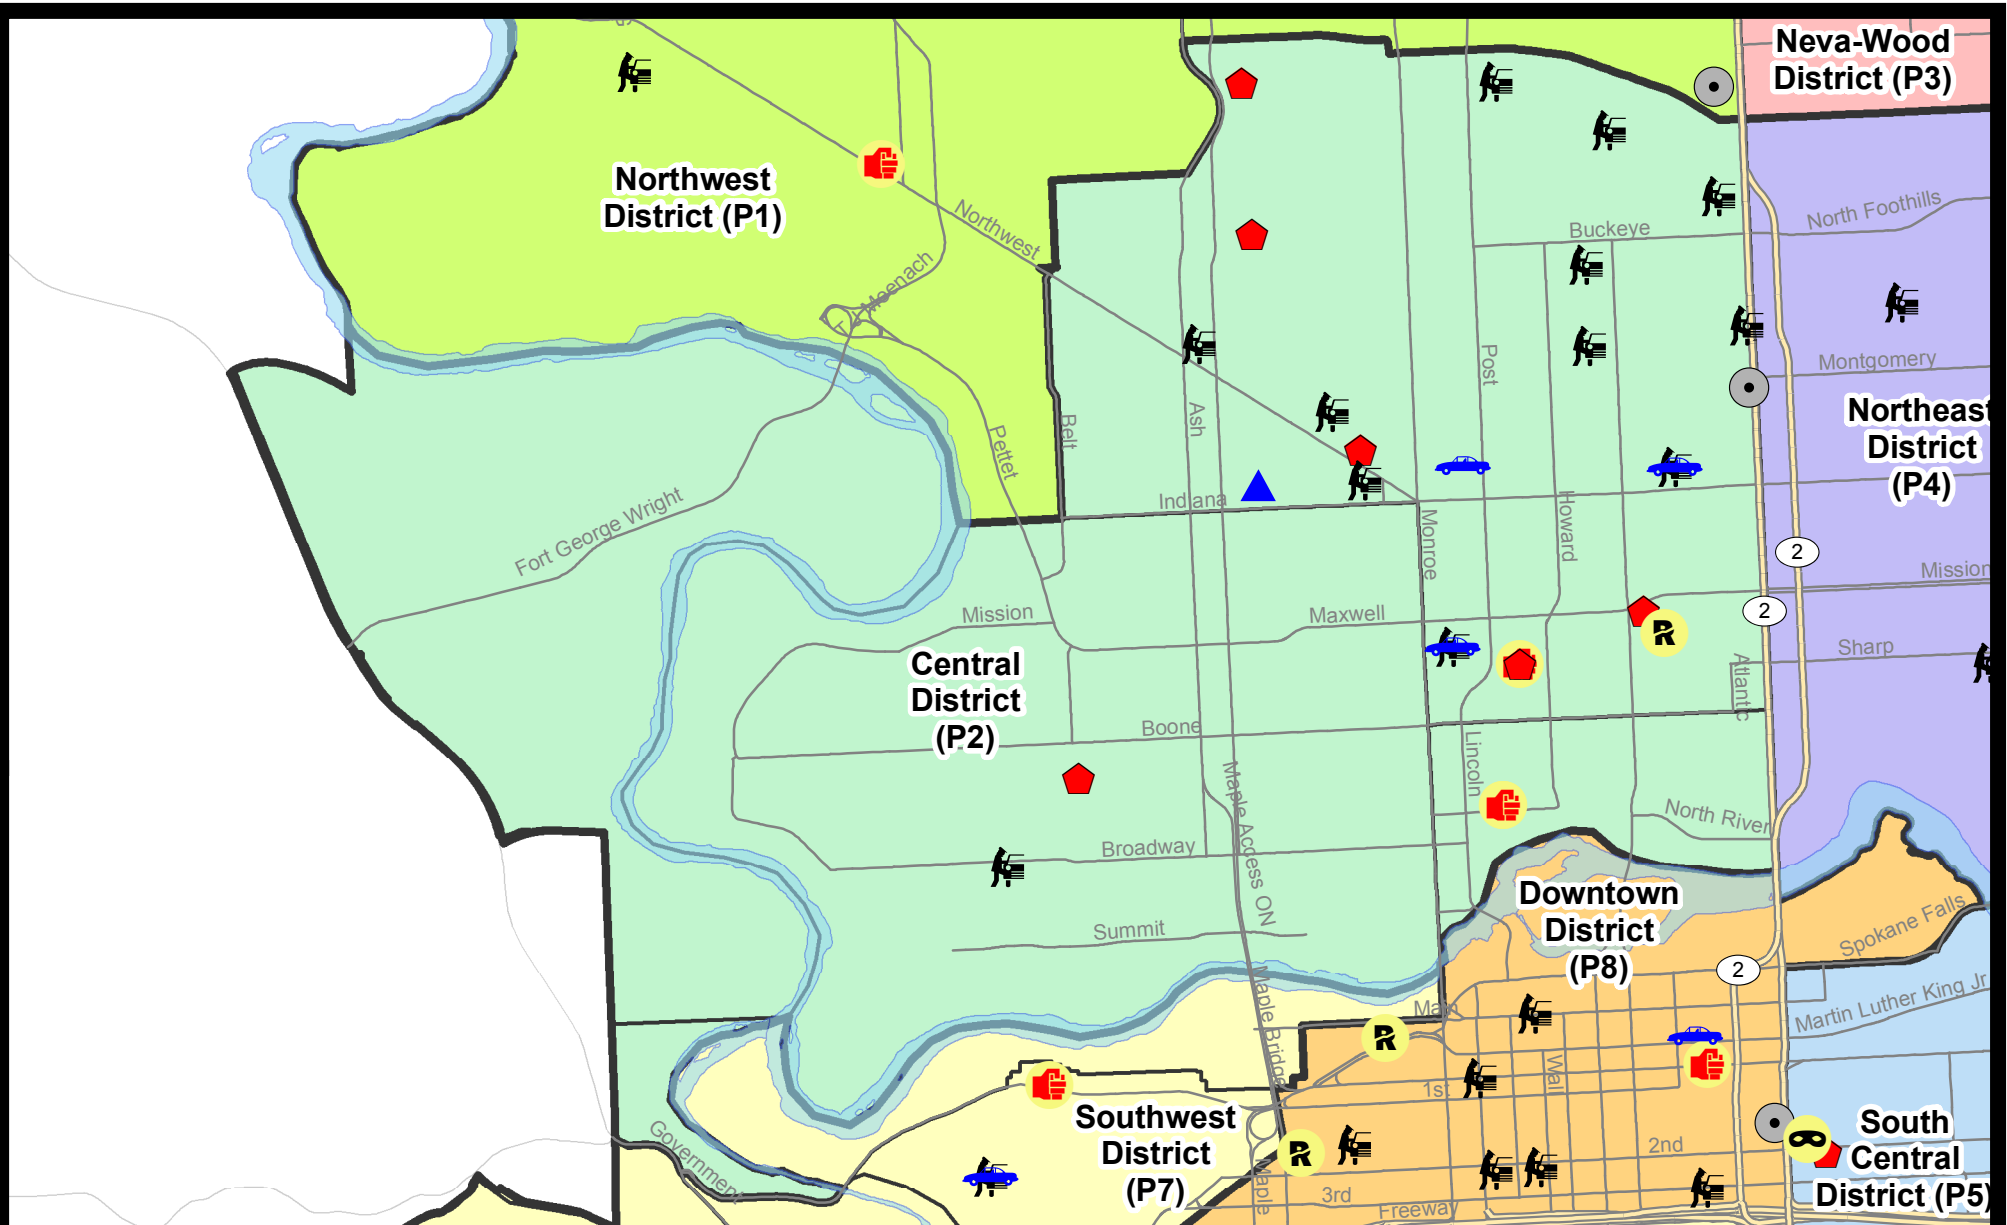 Neva-Wood
District (P3)
Northwest
District (P1)
Northwest
North Foothills
Buckeye
T J Meenach
Montgomery
Post
Northeast
District
(P4)
Ash
Belt
Pettet
Indiana
Fort George Wright
Monroe
Howard
2
Mission
2
Mission
Maxwell
Sharp
Central
District
(P2)
Atlantic
Boone
Lincoln
Maple Access ON
North River
Broadway
Downtown
District
(P8)
Spokane Falls
Summit
2
Main
Martin Luther King Jr
Maple Bridge
Wall
1st
Southwest
District
(P7)
South
Central
District (P5)
Government
2nd
Maple
3rd
Freeway
R
R
R